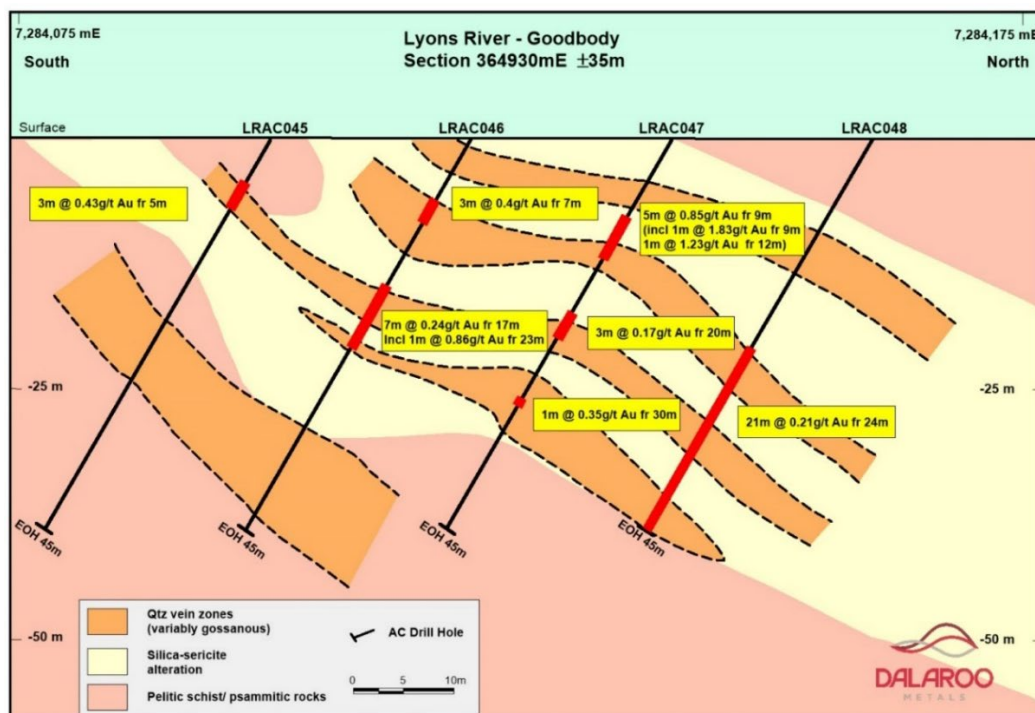 7,284,075 mE
7,284,175 mE
Lyons River - Goodbody
South
Section 364930mE ±35m
North
Surface
LRAC045
LRAC046
LRAC047
LRAC048
3m @ 0.43g/t Au fr 5m
3m @ 0.4g/t Au fr 7m
5m @ 0.85g/t Au fr 9m
(incl 1m @ 1.83g/t Au fr 9m
1m @ 1.23g/t Au fr 12m)
7m @ 0.24g/t Au fr 17m
Incl 1m @ 0.86g/t Au fr 23m
3m @ 0.17g/t Au fr 20m
-25 m
-25 m
1m @ 0.35g/t Au fr 30m
21m @ 0.21g/t Au fr 24m
EOH 45m
EOH 45m
EOH 45m
EOH 45m
Qtz vein zones
(variably gossanous)
AC Drill Hole
Silica-sericite
alteration
0 5 10m
Pelitic schist/ psammitic rocks
-50 m
-50 m
DALAROO
METALS